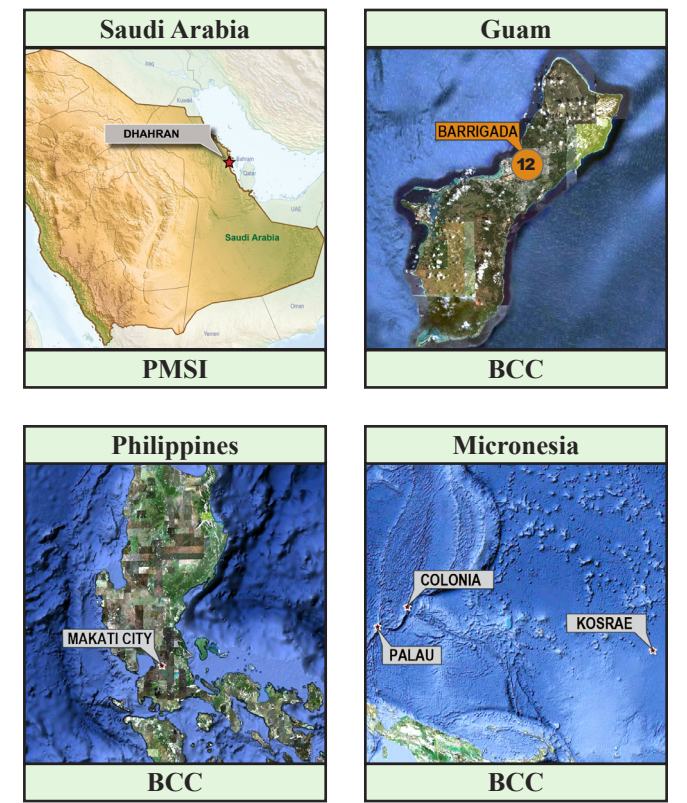 Saudi Arabia
Iraq
Kuwait
DHAHRAN
Bahrain
Qatar
UAE
Saudi Arabia
Oman
Yemen
PMSI
Guam
BARRIGADA
12
BCC
Philippines
MAKATI CITY
BCC
Micronesia
COLONIA
KOSRAE
PALAU
BCC